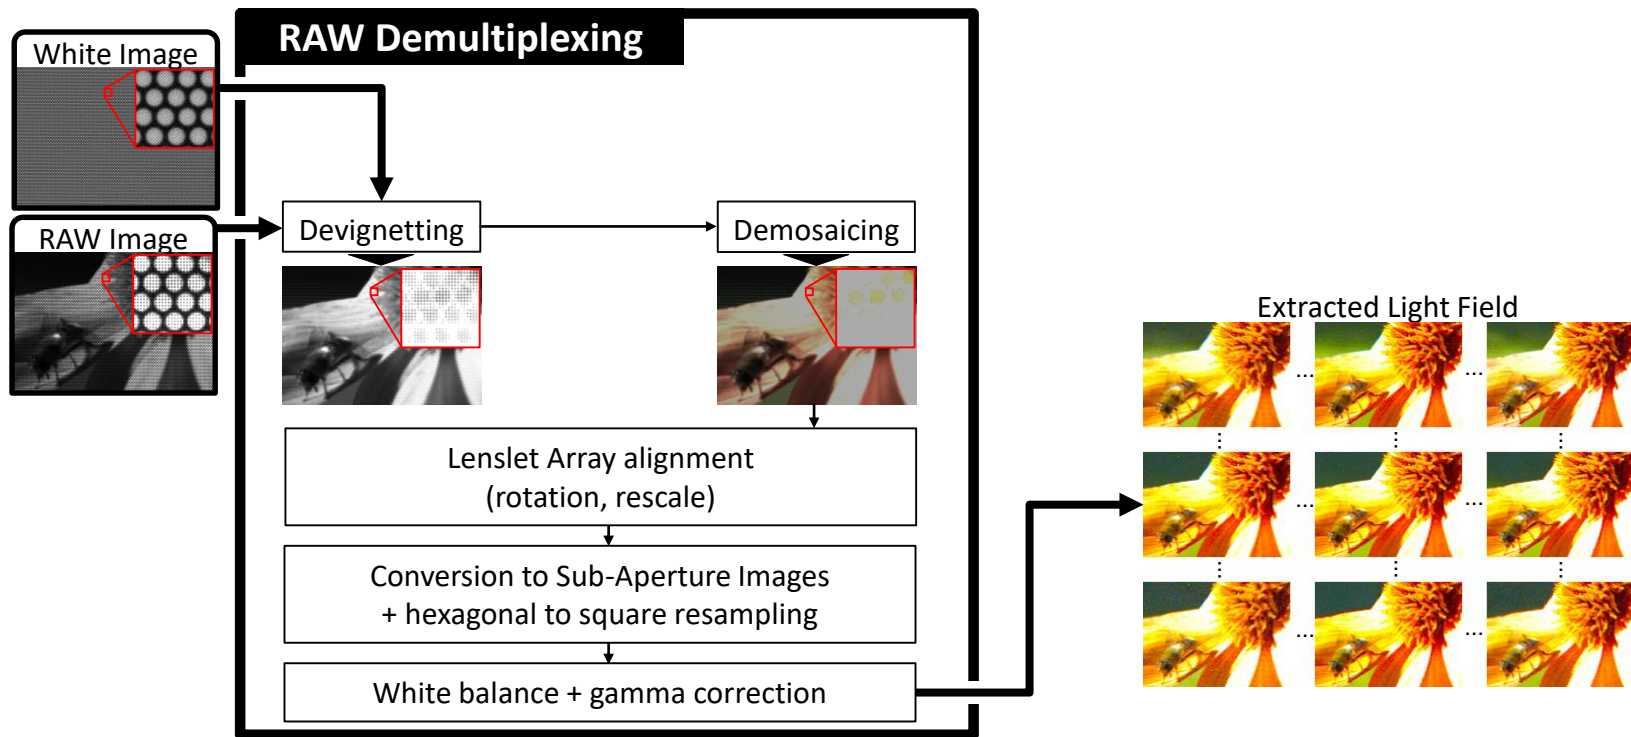 RAW Demultiplexing
White Image
RAW Image
Devignetting
Demosaicing
Lenslet Array alignment
(rotation, rescale)
Conversion to Sub-Aperture Images
+ hexagonal to square resampling
White balance + gamma correction
Extracted Light Field
... ...
... ...
... ...